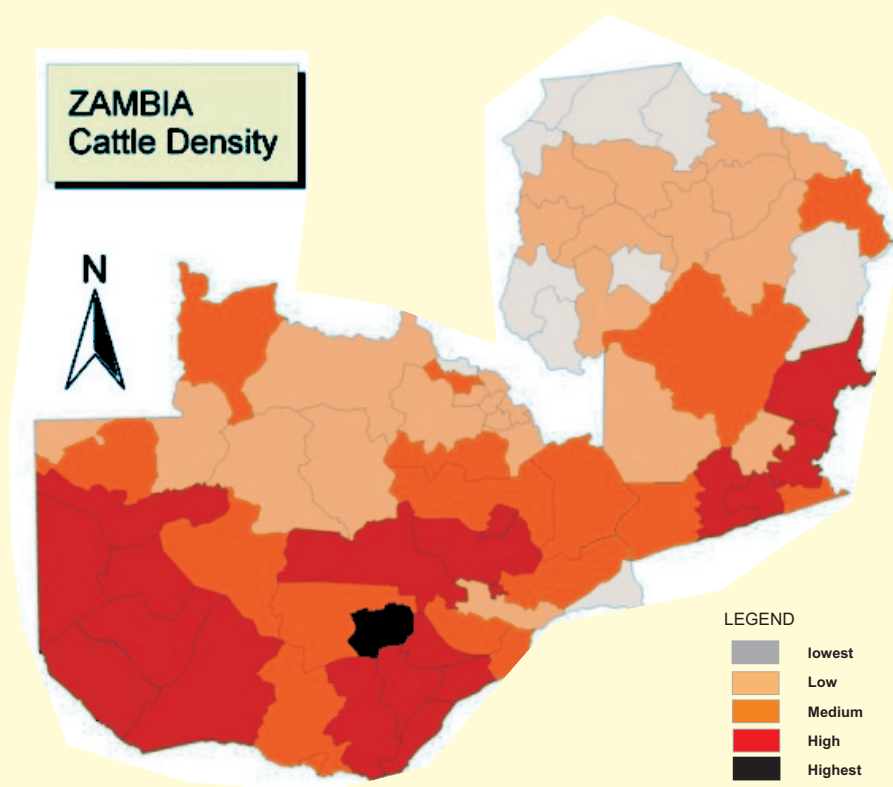 ZAMBIA
Cattle Density
N
LEGEND
lowest
Low
Medium
High
Highest